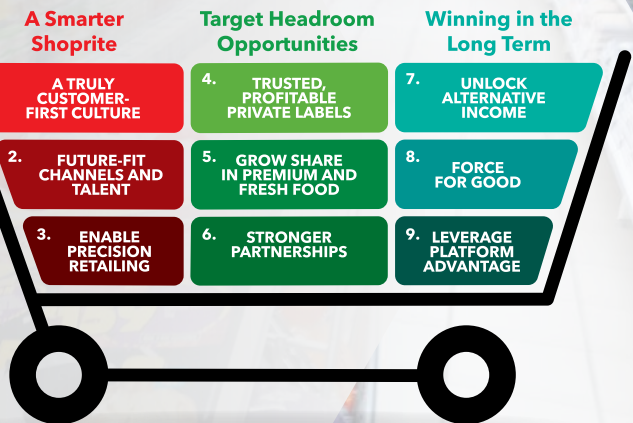 A Smarter
Shoprite
A TRULY
CUSTOMER-
FIRST CULTURE
2. FUTURE-FIT
CHANNELS AND
TALENT
3. ENABLE
PRECISION
RETAILING
Target Headroom
Opportunities
4. TRUSTED,
PROFITABLE
PRIVATE LABELS
5. GROW SHARE
IN PREMIUM AND
FRESH FOOD
6. STRONGER
PARTNERSHIPS
Winning in the
Long Term
7. UNLOCK
ALTERNATIVE
INCOME
8. FORCE
FOR GOOD
9. LEVERAGE
PLATFORM
ADVANTAGE